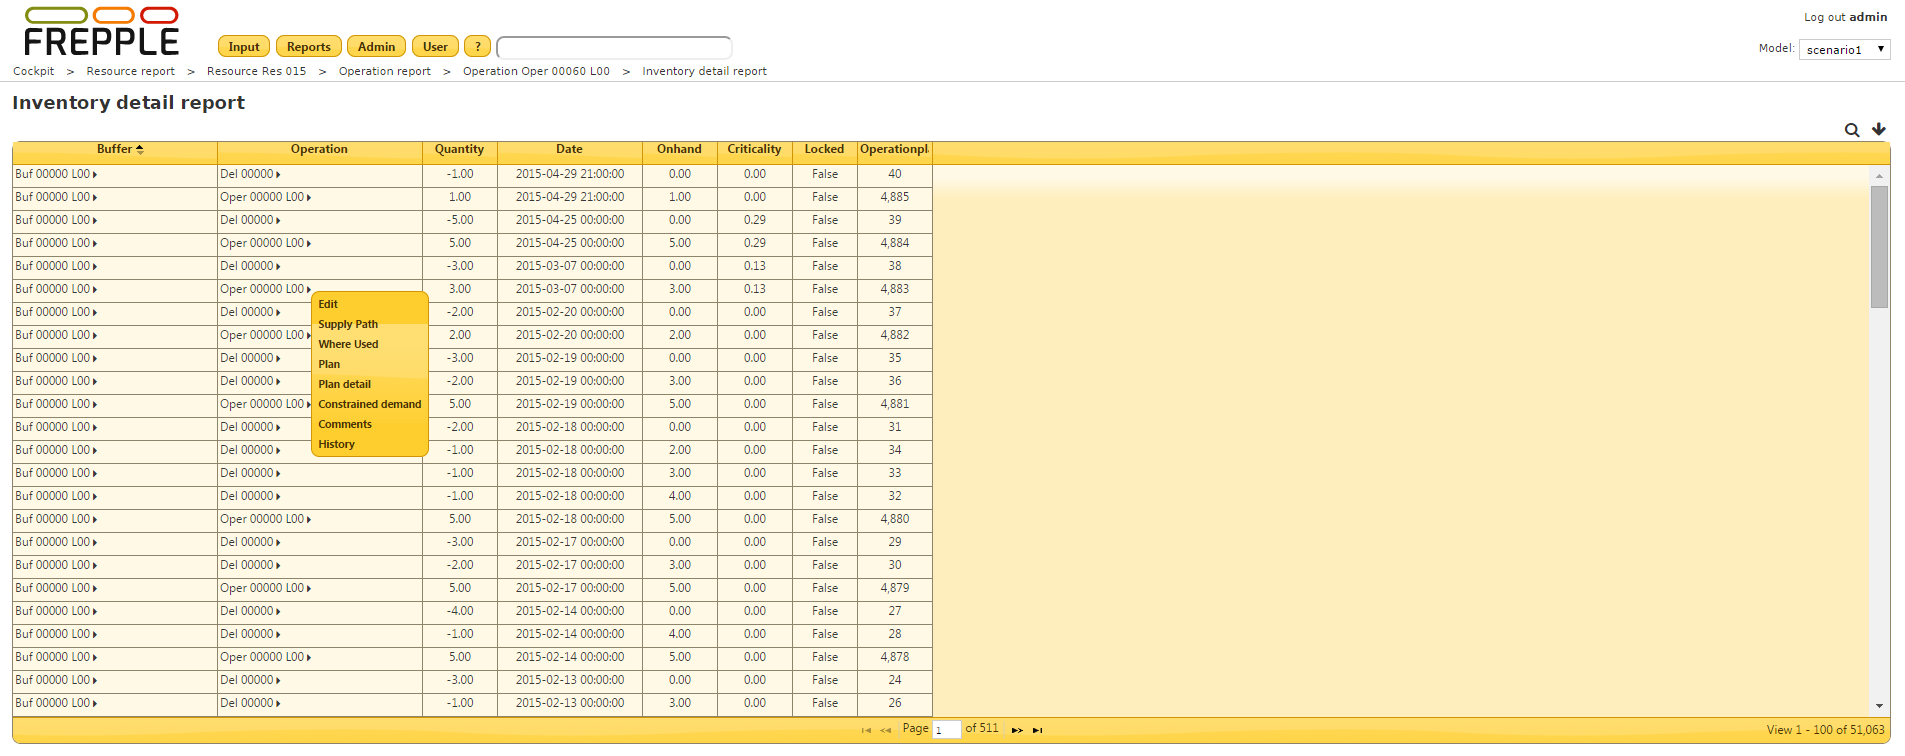 FREPPLE
Input Reports Admin User ?
Log out admin
Model: scenario1
Cockpit > Resource report > Resource Res 015 > Operation report > Operation Oper 00060 L00 > Inventory detail report
Inventory detail report
Buffer Operation Quantity Date Onhand Criticality Locked Operationpl
Buf 00000 L00 Del 00000 -1.00 2015-04-29 21:00:00 0.00 0.00 False 40
Buf 00000 L00 Oper 00000 L00 1.00 2015-04-29 21:00:00 1.00 0.00 False 4,885
Buf 00000 L00 Del 00000 -5.00 2015-04-25 00:00:00 0.00 0.29 False 39
Buf 00000 L00 Oper 00000 L00 5.00 2015-04-25 00:00:00 5.00 0.29 False 4,884
Buf 00000 L00 Del 00000 -3.00 2015-03-07 00:00:00 0.00 0.13 False 38
Buf 00000 L00 Oper 00000 L00 3.00 2015-03-07 00:00:00 3.00 0.13 False 4,883
Buf 00000 L00 Del 00000 -2.00 2015-02-20 00:00:00 0.00 0.00 False 37
Buf 00000 L00 Oper 00000 L00 2.00 2015-02-20 00:00:00 2.00 0.00 False 4,882
Buf 00000 L00 Del 00000 -3.00 2015-02-19 00:00:00 0.00 0.00 False 35
Buf 00000 L00 Del 00000 -2.00 2015-02-19 00:00:00 3.00 0.00 False 36
Buf 00000 L00 Oper 00000 L00 5.00 2015-02-19 00:00:00 5.00 0.00 False 4,881
Buf 00000 L00 Del 00000 -2.00 2015-02-18 00:00:00 0.00 0.00 False 31
Buf 00000 L00 Del 00000 -1.00 2015-02-18 00:00:00 2.00 0.00 False 34
Buf 00000 L00 Del 00000 -1.00 2015-02-18 00:00:00 3.00 0.00 False 33
Buf 00000 L00 Del 00000 -1.00 2015-02-18 00:00:00 4.00 0.00 False 32
Buf 00000 L00 Oper 00000 L00 5.00 2015-02-18 00:00:00 5.00 0.00 False 4,880
Buf 00000 L00 Del 00000 -3.00 2015-02-17 00:00:00 0.00 0.00 False 29
Buf 00000 L00 Del 00000 -2.00 2015-02-17 00:00:00 3.00 0.00 False 30
Buf 00000 L00 Oper 00000 L00 5.00 2015-02-17 00:00:00 5.00 0.00 False 4,879
Buf 00000 L00 Del 00000 -4.00 2015-02-14 00:00:00 0.00 0.00 False 27
Buf 00000 L00 Del 00000 -1.00 2015-02-14 00:00:00 4.00 0.00 False 28
Buf 00000 L00 Oper 00000 L00 5.00 2015-02-14 00:00:00 5.00 0.00 False 4,878
Buf 00000 L00 Del 00000 -3.00 2015-02-13 00:00:00 0.00 0.00 False 24
Buf 00000 L00 Del 00000 -1.00 2015-02-13 00:00:00 3.00 0.00 False 26
Edit
Supply Path
Where Used
Plan
Plan detail
Constrained demand
Comments
History
Page 1 of 511
View 1 - 100 of 51,063